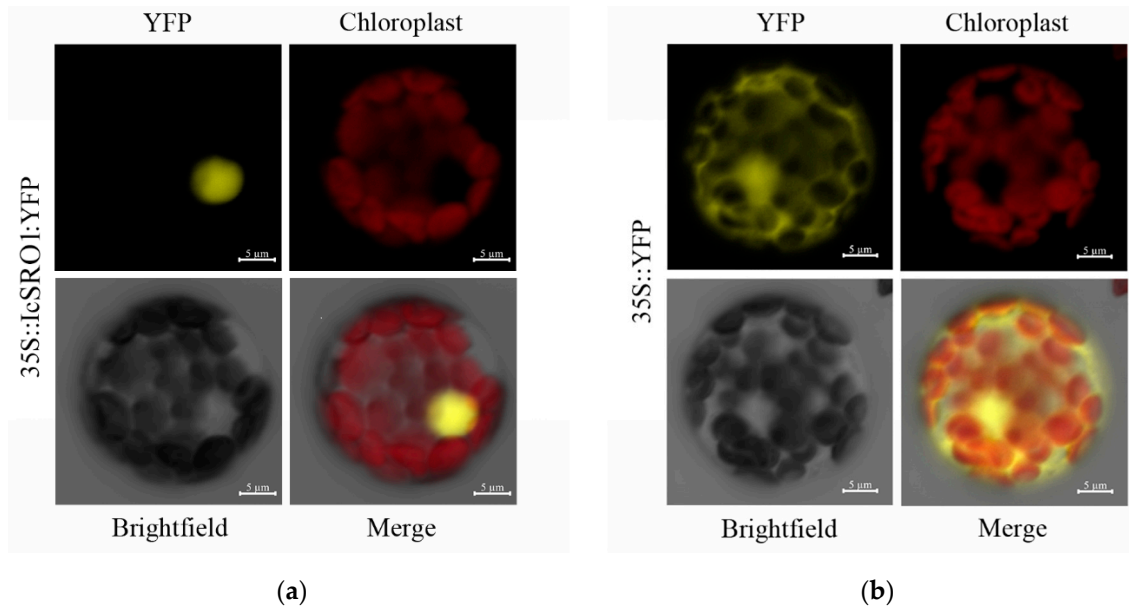 YFP
Chloroplast
35S::IcSRO1:YFP
5 μm
5 μm
5 μm
5 μm
Brightfield
Merge
(a)
YFP
Chloroplast
35S::YFP
5 μm
5 μm
5 μm
5 μm
Brightfield
Merge
(b)